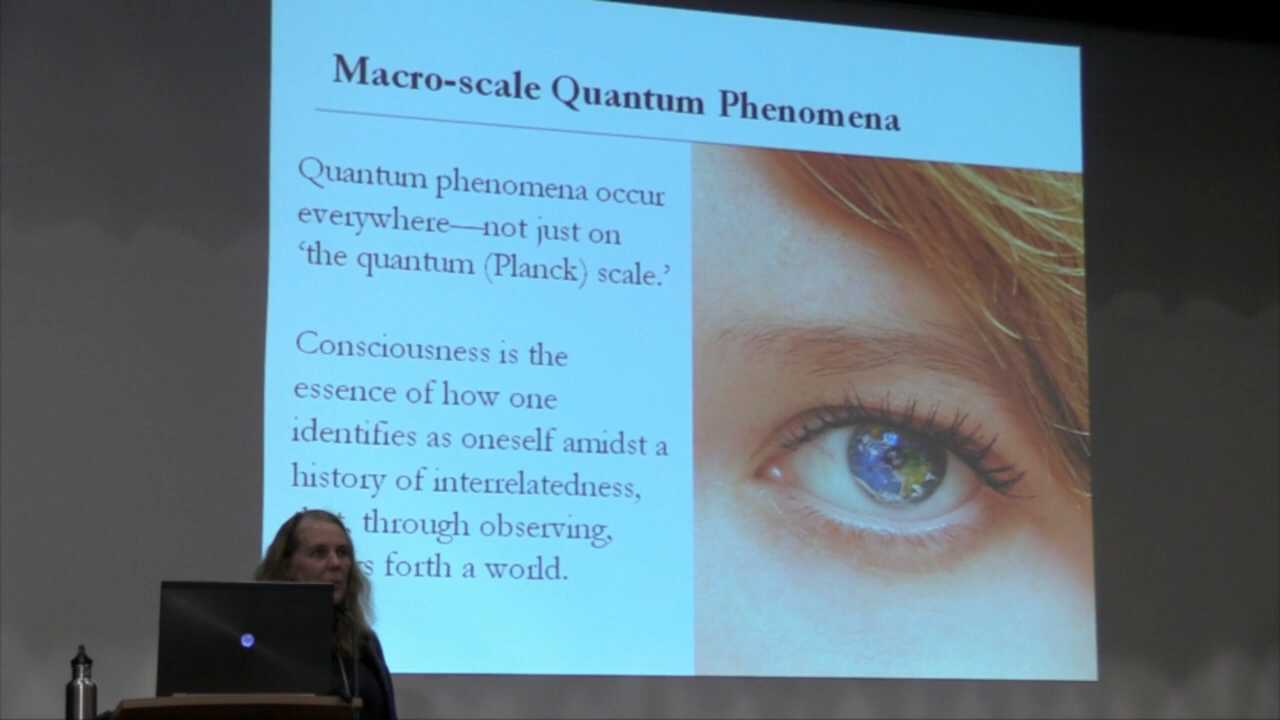 Macro-scale Quantum Phenomena
Quantum phenomena occur
everywhere—not just on
‘the quantum (Planck) scale.’
Consciousness is the
essence of how one
identifies as oneself amidst a
history of interrelatedness,
through observing,
forth a world.